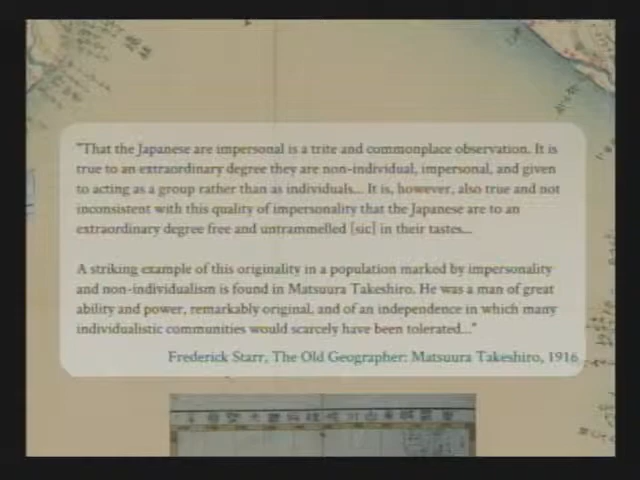 "That the Japanese are impersonal is a trite and commonplace observation. It is
true to an extraordinary degree they are non-individual, impersonal, and given
to acting as a group rather than as individuals... It is, however, also true and not
inconsistent with this quality of impersonality that the Japanese are to an
extraordinary degree free and untrammelled [sic] in their tastes...
A striking example of this originality in a population marked by impersonality
and non-individualism is found in Matsuura Takeshiro. He was a man of great
ability and power, remarkably original, and of an independence in which many
individualistic communities would scarcely have been tolerated..."
Frederick Starr, The Old Geographer: Matsuura Takeshiro, 1916